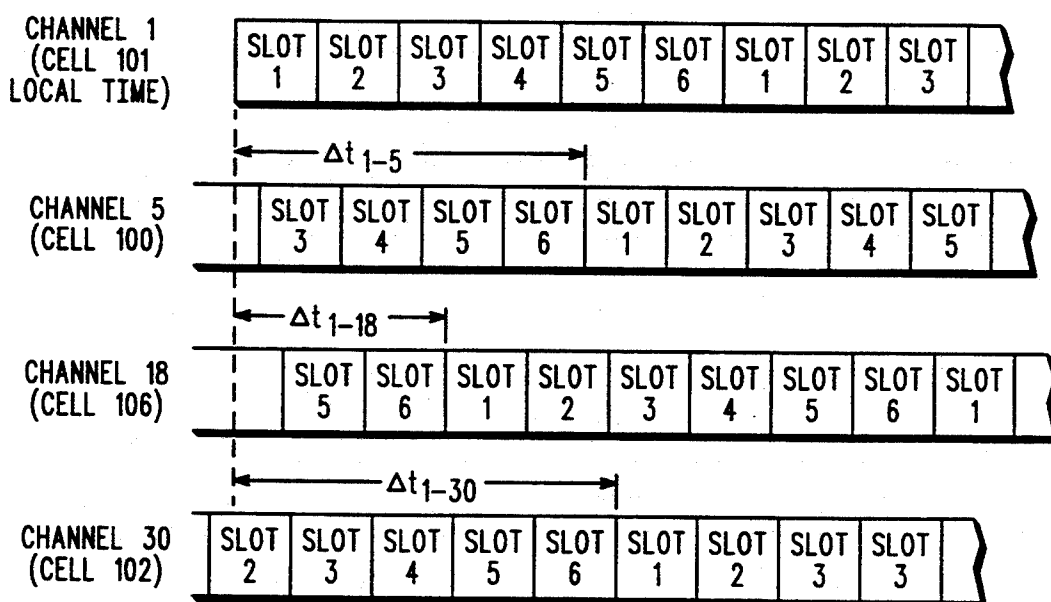 CHANNEL 1
(CELL 101
LOCAL TIME)
SLOT 1 SLOT 2 SLOT 3 SLOT 4 SLOT 5 SLOT 6 SLOT 1 SLOT 2 SLOT 3
Δt 1-5
CHANNEL 5
(CELL 100)
SLOT 3 SLOT 4 SLOT 5 SLOT 6 SLOT 1 SLOT 2 SLOT 3 SLOT 4 SLOT 5
Δt 1-18
CHANNEL 18
(CELL 106)
SLOT 5 SLOT 6 SLOT 1 SLOT 2 SLOT 3 SLOT 4 SLOT 5 SLOT 6 SLOT 1
Δt 1-30
CHANNEL 30
(CELL 102)
SLOT 2 SLOT 3 SLOT 4 SLOT 5 SLOT 6 SLOT 1 SLOT 2 SLOT 3 SLOT 3